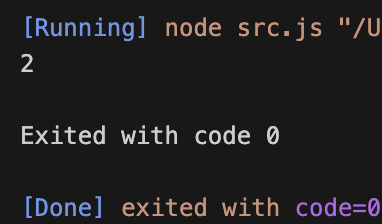 [Running] node src.js "/U
2
Exited with code 0
[Done] exited with code=0